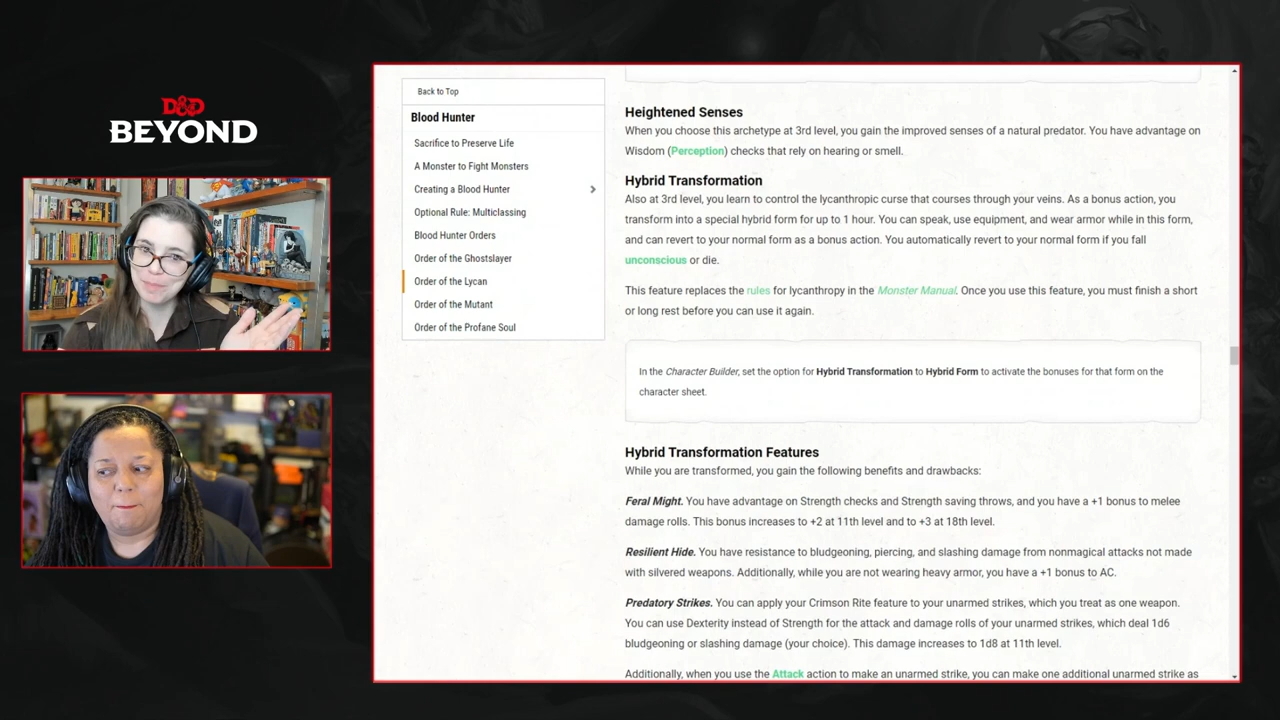 D&D
BEYOND
Back to Top
Blood Hunter
Sacrifice to Preserve Life
A Monster to Fight Monsters
Creating a Blood Hunter
Optional Rule: Multiclassing
Blood Hunter Orders
Order of the Ghostslayer
Order of the Lycan
Order of the Mutant
Order of the Profane Soul
Heightened Senses
When you choose this archetype at 3rd level, you gain the improved senses of a natural predator. You have advantage on
Wisdom (Perception) checks that rely on hearing or smell.
Hybrid Transformation
Also at 3rd level, you learn to control the lycanthropic curse that courses through your veins. As a bonus action, you
transform into a special hybrid form for up to 1 hour. You can speak, use equipment, and wear armor while in this form,
and can revert to your normal form as a bonus action. You automatically revert to your normal form if you fall
unconscious or die.
This feature replaces the rules for lycanthropy in the Monster Manual. Once you use this feature, you must finish a short
or long rest before you can use it again.
In the Character Builder, set the option for Hybrid Transformation to Hybrid Form to activate the bonuses for that form on the
character sheet.
Hybrid Transformation Features
While you are transformed, you gain the following benefits and drawbacks:
Feral Might. You have advantage on Strength checks and Strength saving throws, and you have a +1 bonus to melee
damage rolls. This bonus increases to +2 at 11th level and to +3 at 18th level.
Resilient Hide. You have resistance to bludgeoning, piercing, and slashing damage from nonmagical attacks not made
with silvered weapons. Additionally, while you are not wearing heavy armor, you have a +1 bonus to AC.
Predatory Strikes. You can apply your Crimson Rite feature to your unarmed strikes, which you treat as one weapon.
You can use Dexterity instead of Strength for the attack and damage rolls of your unarmed strikes, which deal 1d6
bludgeoning or slashing damage (your choice). This damage increases to 1d8 at 11th level.
Additionally, when you use the Attack action to make an unarmed strike, you can make one additional unarmed strike as